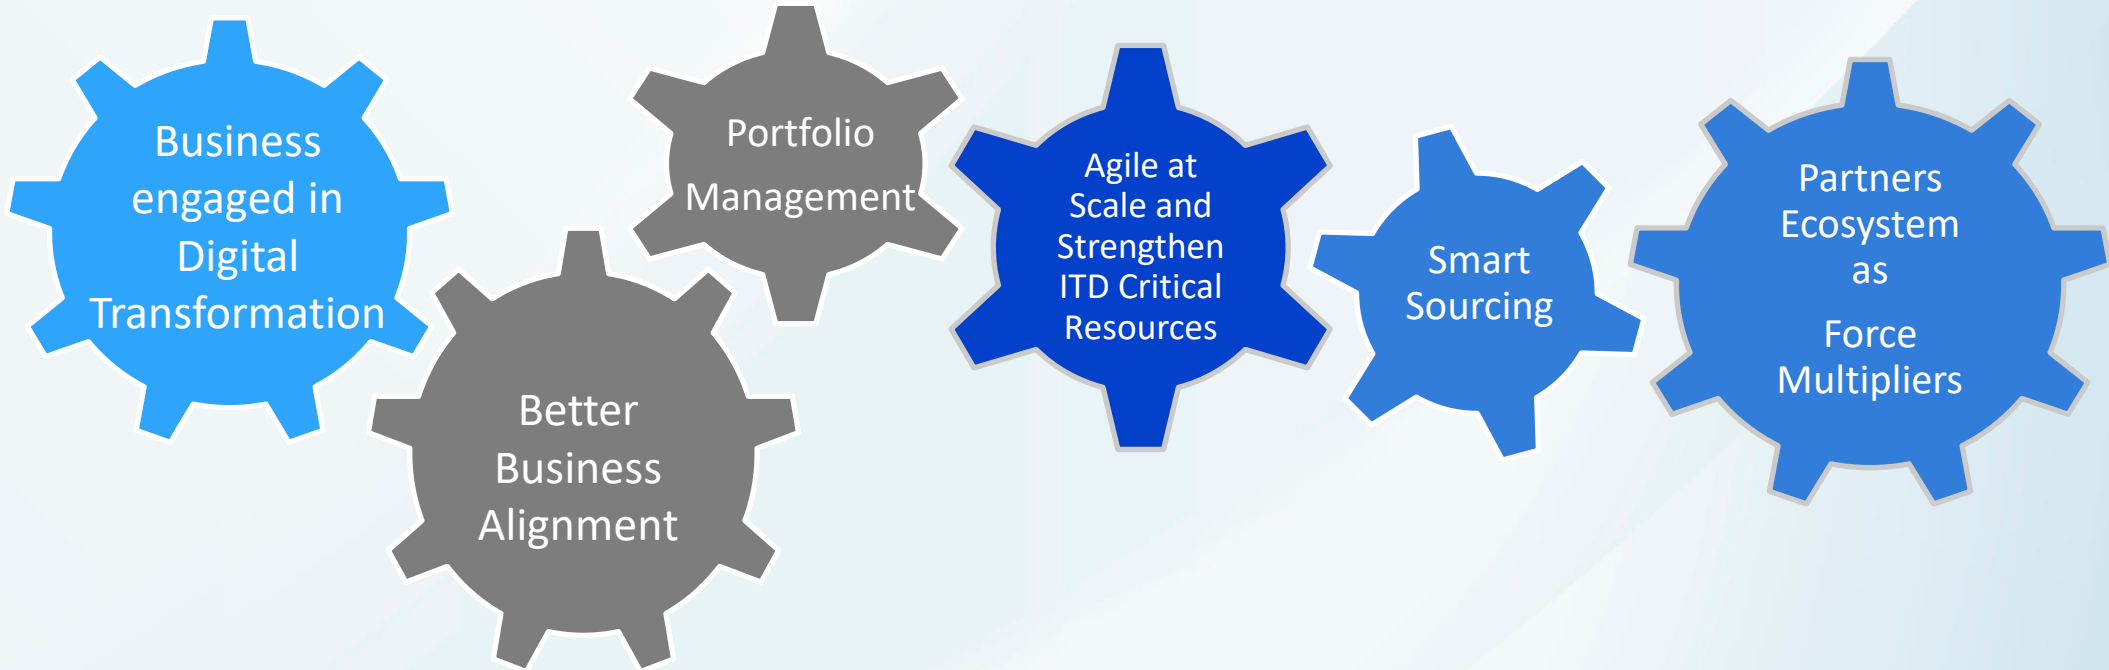 Business
engaged in
Digital
Transformation
Better
Business
Alignment
Portfolio
Management
Agile at
Scale and
Strengthen
ITD Critical
Resources
Smart
Sourcing
Partners
Ecosystem
as
Force
Multipliers